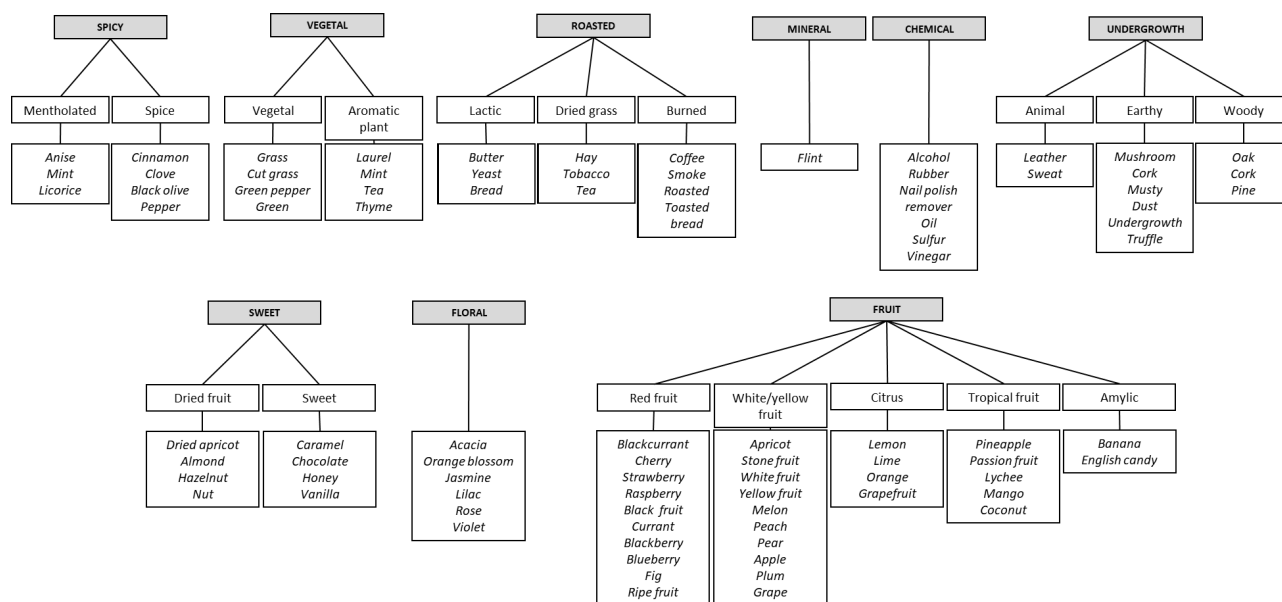 SPICY
VEGETAL
ROASTED
MINERAL
CHEMICAL
UNDERGROWTH
Mentholated
Spice
Vegetal
Aromatic
plant
Lactic
Dried grass
Burned
Animal
Earthy
Woody
Anise
Mint
Licorice
Cinnamon
Clove
Black olive
Pepper
Grass
Cut grass
Green pepper
Green
Laurel
Mint
Tea
Thyme
Butter
Yeast
Bread
Hay
Tobacco
Tea
Coffee
Smoke
Roasted
Toasted
bread
Flint
Alcohol
Rubber
Nail polish
remover
Oil
Sulfur
Vinegar
Leather
Sweat
Mushroom
Cork
Musty
Dust
Undergrowth
Truffle
Oak
Cork
Pine
SWEET
FLORAL
FRUIT
Dried fruit
Sweet
Red fruit
White/yellow
fruit
Citrus
Tropical fruit
Amylic
Dried apricot
Almond
Hazelnut
Nut
Caramel
Chocolate
Honey
Vanilla
Acacia
Orange blossom
Jasmine
Lilac
Rose
Violet
Blackcurrant
Cherry
Strawberry
Raspberry
Black fruit
Currant
Blackberry
Blueberry
Fig
Ripe fruit
Apricot
Stone fruit
White fruit
Yellow fruit
Melon
Peach
Pear
Apple
Plum
Grape
Lemon
Lime
Orange
Grapefruit
Pineapple
Passion fruit
Lychee
Mango
Coconut
Banana
English candy